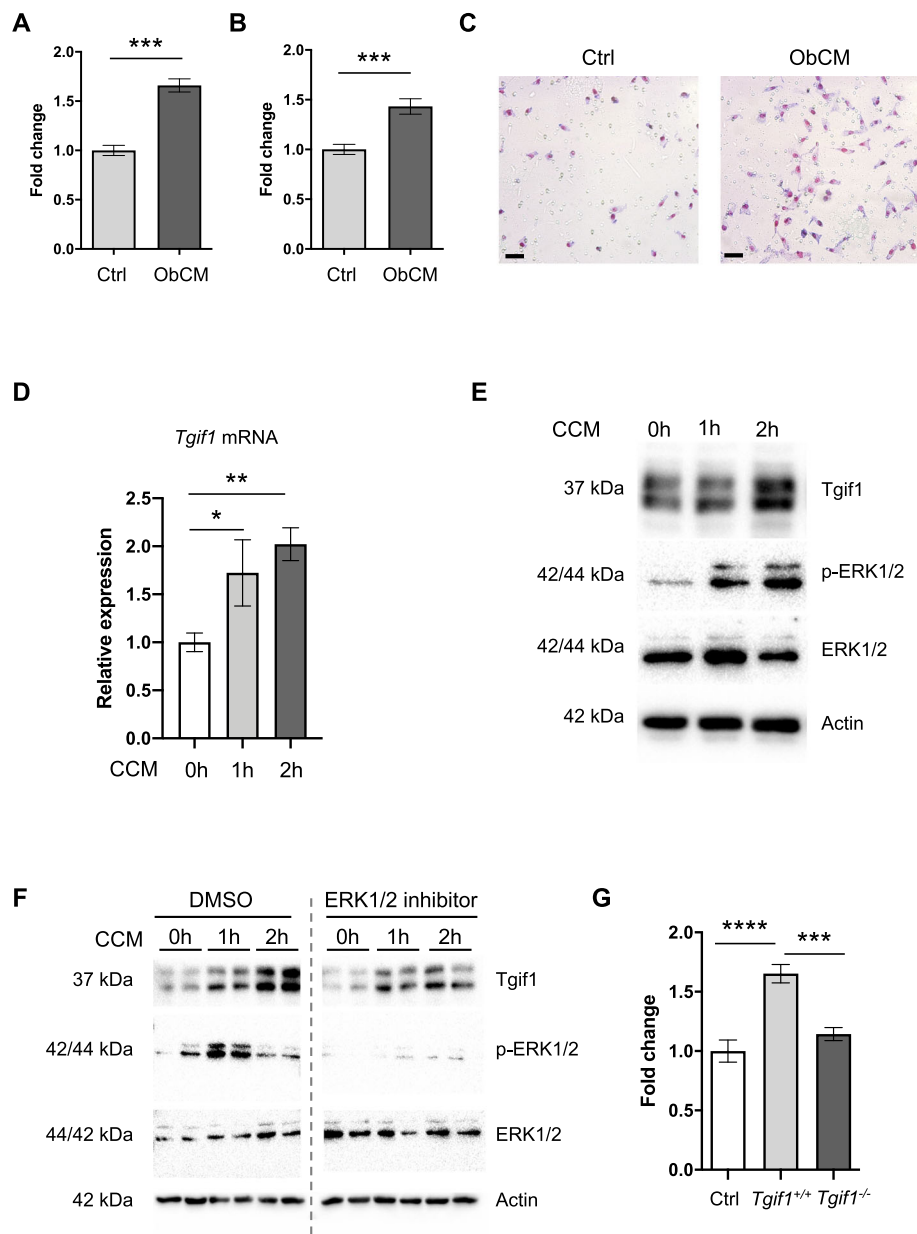 A
***
Fold change
2.0
1.5
1.0
0.5
0.0
Ctrl ObCM
B
***
Fold change
2.0
1.5
1.0
0.5
0.0
Ctrl ObCM
C
Ctrl ObCM
D
Tgif1 mRNA
**
*
Relative expression
2.5
2.0
1.5
1.0
0.5
0.0
CCM 0h 1h 2h
E
CCM 0h 1h 2h
37 kDa Tgif1
42/44 kDa p-ERK1/2
42/44 kDa ERK1/2
42 kDa Actin
F
DMSO ERK1/2 inhibitor
CCM 0h 1h 2h 0h 1h 2h
37 kDa Tgif1
42/44 kDa p-ERK1/2
44/42 kDa ERK1/2
42 kDa Actin
G
**** ***
Fold change
2.0
1.5
1.0
0.5
0.0
Ctrl Tgif1+/+ Tgif1-/-